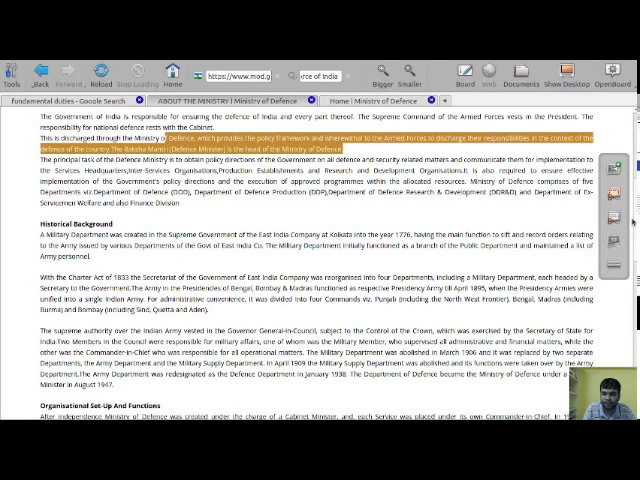 Tools Back Forward Reload Stop Loading Home https://www.mod.g rce of India Bigger Smaller Board Web Documents Show Desktop OpenBoard
fundamental duties - Google Search ABOUT THE MINISTRY | Ministry of Defence Home | Ministry of Defence
The Government of India is responsible for ensuring the defence of India and every part thereof. The Supreme Command of the Armed Forces vests in the President. The
responsibility for national defence rests with the Cabinet.
This is discharged through the Ministry of Defence, which provides the policy framework and wherewithal to the Armed Forces to discharge their responsibilities in the context of the
defence of the country. The Raksha Mantri (Defence Minister) is the head of the Ministry of Defence.
The principal task of the Defence Ministry is to obtain policy directions of the Government on all defence and security related matters and communicate them for implementation to
the Services Headquarters,Inter-Services Organisations,Production Establishments and Research and Development Organisations.It is also required to ensure effective
implementation of the Government's policy directions and the execution of approved programmes within the allocated resources. Ministry of Defence comprises of five
Departments viz.Department of Defence (DOD), Department of Defence Production (DDP),Department of Defence Research & Development (DDR&D) and Department of Ex-
Servicemen Welfare and also Finance Division
Historical Background
A Military Department was created in the Supreme Government of the East India Company at Kolkata into the year 1776, having the main function to sift and record orders relating
to the Army issued by various Departments of the Govt of East India Co. The Military Department initially functioned as a branch of the Public Department and maintained a list of
Army personnel.
With the Charter Act of 1833 the Secretariat of the Government of East India Company was reorganised into four Departments, including a Military Department, each headed by a
Secretary to the Government.The Army in the Presidencies of Bengal, Bombay & Madras functioned as respective Presidency Army till April 1895, when the Presidency Armies were
unified into a single Indian Army. For administrative convenience, it was divided into four Commands viz. Punjab (including the North West Frontier), Bengal, Madras (including
Burma) and Bombay (including Sind, Quetta and Aden).
The supreme authority over the Indian Army vested in the Governor General-in-Council, subject to the Control of the Crown, which was exercised by the Secretary of State for
India.Two Members in the Council were responsible for military affairs, one of whom was the Military Member, who supervised all administrative and financial matters, while the
other was the Commander-in-Chief who was responsible for all operational matters. The Military Department was abolished in March 1906 and it was replaced by two separate
Departments, the Army Department and the Military Supply Department. In April 1909 the Military Supply Department was abolished and its functions were taken over by the Army
Department.The Army Department was redesignated as the Defence Department in January 1938. The Department of Defence became the Ministry of Defence under a
Minister in August 1947.
Organisational Set-Up And Functions
After independence Ministry of Defence was created under the charge of a Cabinet Minister, and, each Service was placed under its own Commander-in-Chief. In